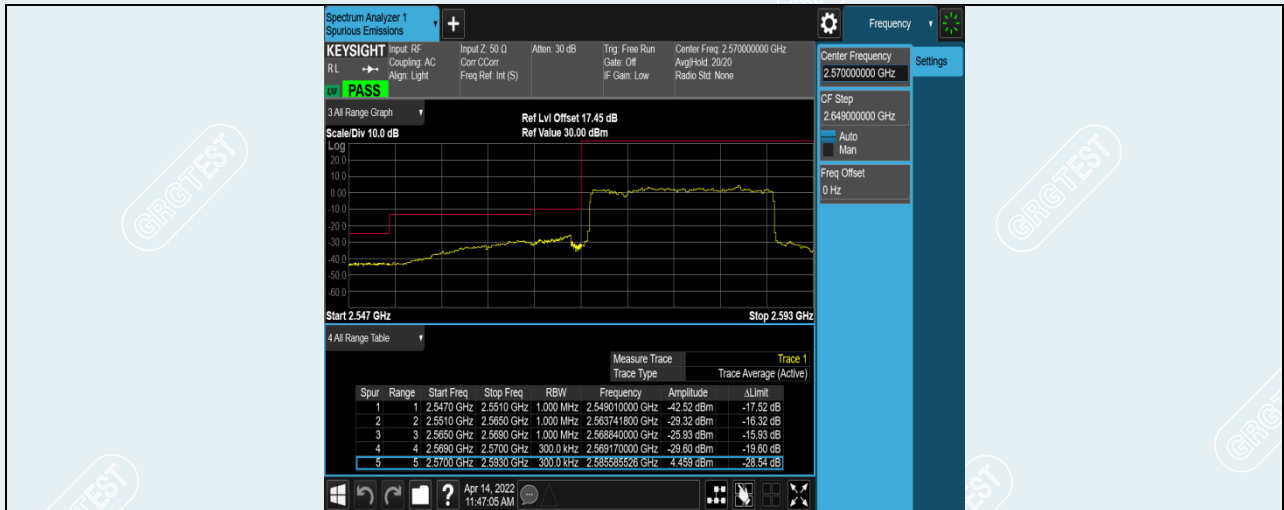 Spectrum Analyzer 1
Spurious Emissions
+
Frequency
KEYSIGHT
R L
LXI
PASS
Input: RF
Coupling: AC
Align: Light
Input Z: 50 Ω
Corr CCorr
Freq Ref: Int (S)
Atten: 30 dB
Trig: Free Run
Gate: Off
IF Gain: Low
Center Freq: 2.570000000 GHz
Avg|Hold: 20/20
Radio Std: None
Center Frequency
2.570000000 GHz
Settings
CF Step
2.649000000 GHz
Auto
Man
Freq Offset
0 Hz
3 All Range Graph
Scale/Div 10.0 dB
Ref Lvl Offset 17.45 dB
Ref Value 30.00 dBm
Log
20.0
10.0
0.00
-10.0
-20.0
-30.0
-40.0
-50.0
-60.0
Start 2.547 GHz
Stop 2.593 GHz
4 All Range Table
Measure Trace Trace 1
Trace Type Trace Average (Active)
Spur Range Start Freq Stop Freq RBW Frequency Amplitude ΔLimit
1 1 2.5470 GHz 2.5510 GHz 1.000 MHz 2.549010000 GHz -42.52 dBm -17.52 dB
2 2 2.5510 GHz 2.5650 GHz 1.000 MHz 2.563741800 GHz -29.32 dBm -16.32 dB
3 3 2.5650 GHz 2.5690 GHz 1.000 MHz 2.568840000 GHz -25.93 dBm -15.93 dB
4 4 2.5690 GHz 2.5700 GHz 300.0 kHz 2.569170000 GHz -29.60 dBm -19.60 dB
5 5 2.5700 GHz 2.5930 GHz 300.0 kHz 2.585585526 GHz 4.459 dBm -28.54 dB
?
Apr 14, 2022
11:47:05 AM
GRGTEST
GRGTEST
GRGTEST
GRGTEST